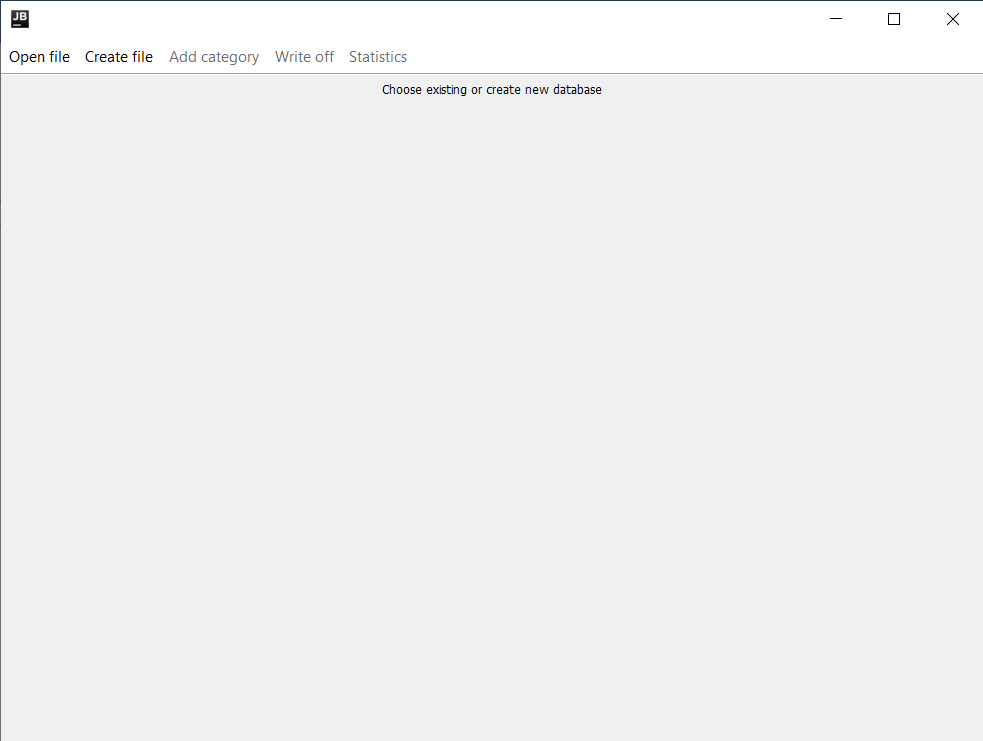 JB
Open file Create file Add category Write off Statistics
Choose existing or create new database